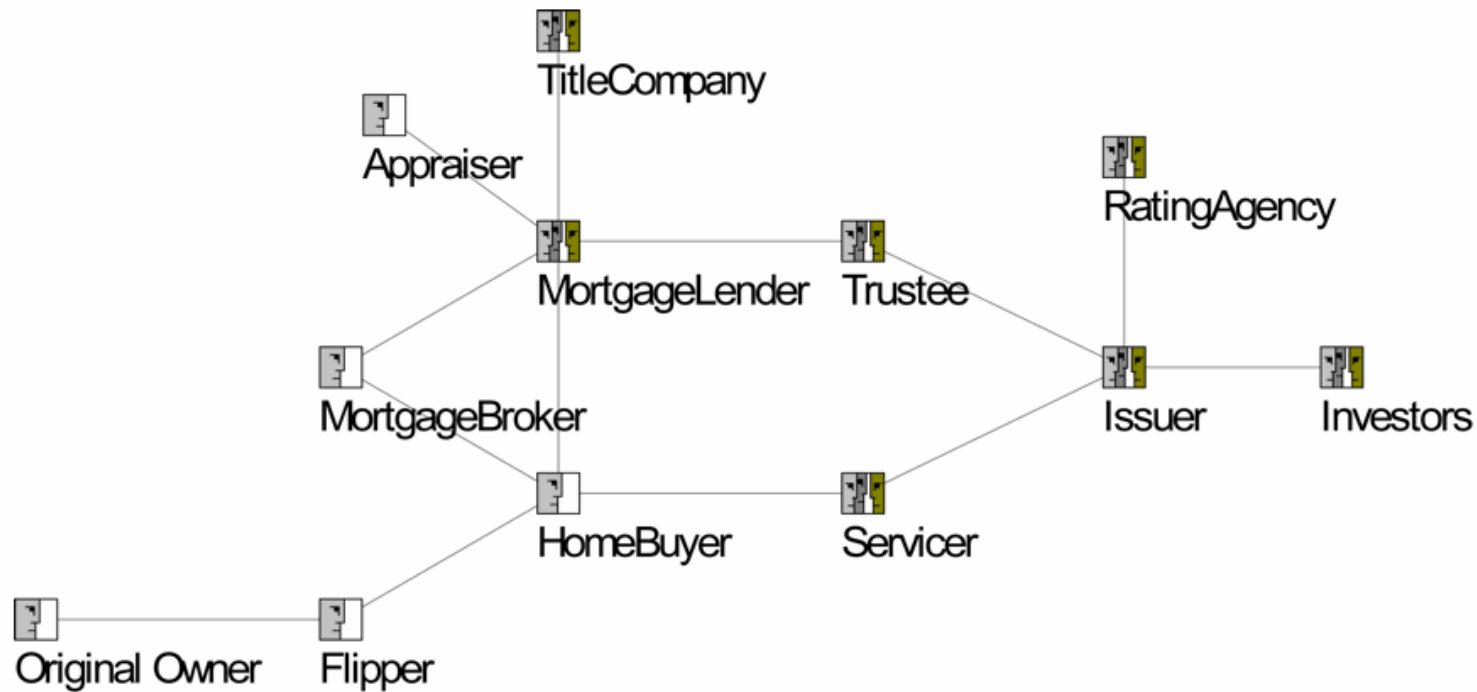 TitleCompany
Appraiser
RatingAgency
MortgageLender
Trustee
MortgageBroker
Issuer
Investors
HomeBuyer
Servicer
Original Owner
Flipper